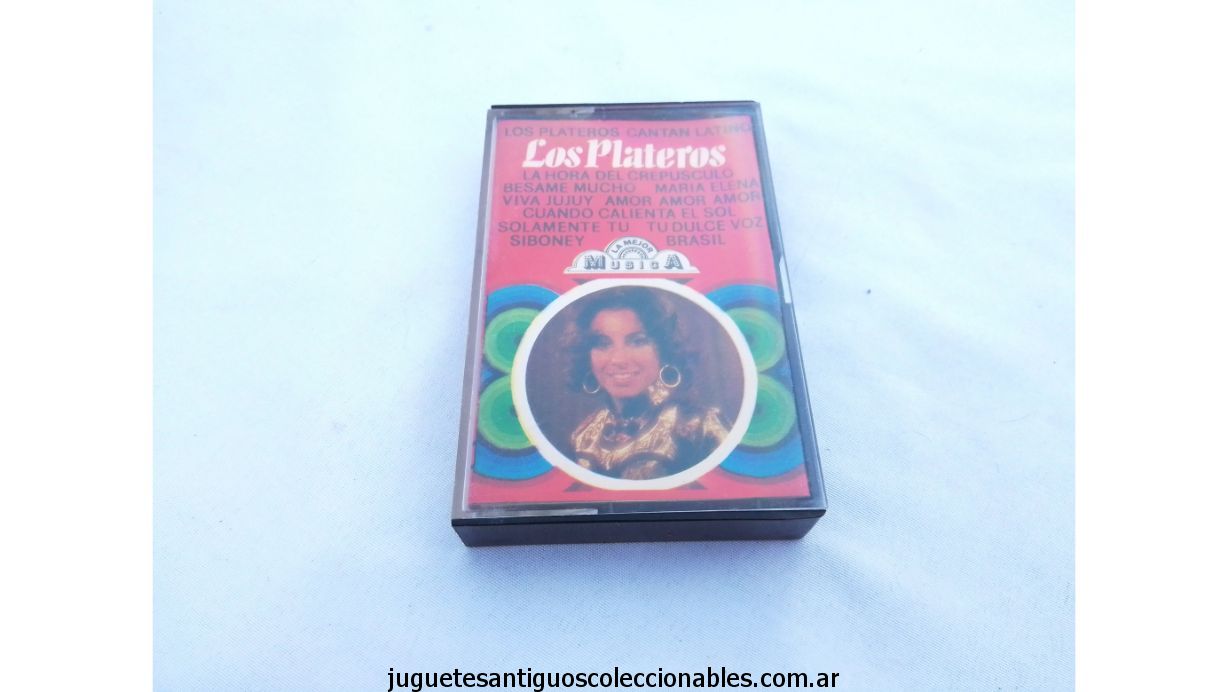 LOS PLATEROS CANTAN LATINO
Los Plateros
LA HORA DEL CREPUSCULO
BESAME MUCHO MARIA ELENA
VIVA JUJUY AMOR AMOR AMOR
CUANDO CALIENTA EL SOL
SOLAMENTE TU TU DULCE VOZ
SIBONEY BRASIL
LA MEJOR
MUSICA
juguetesantiguoscoleccionables.com.ar